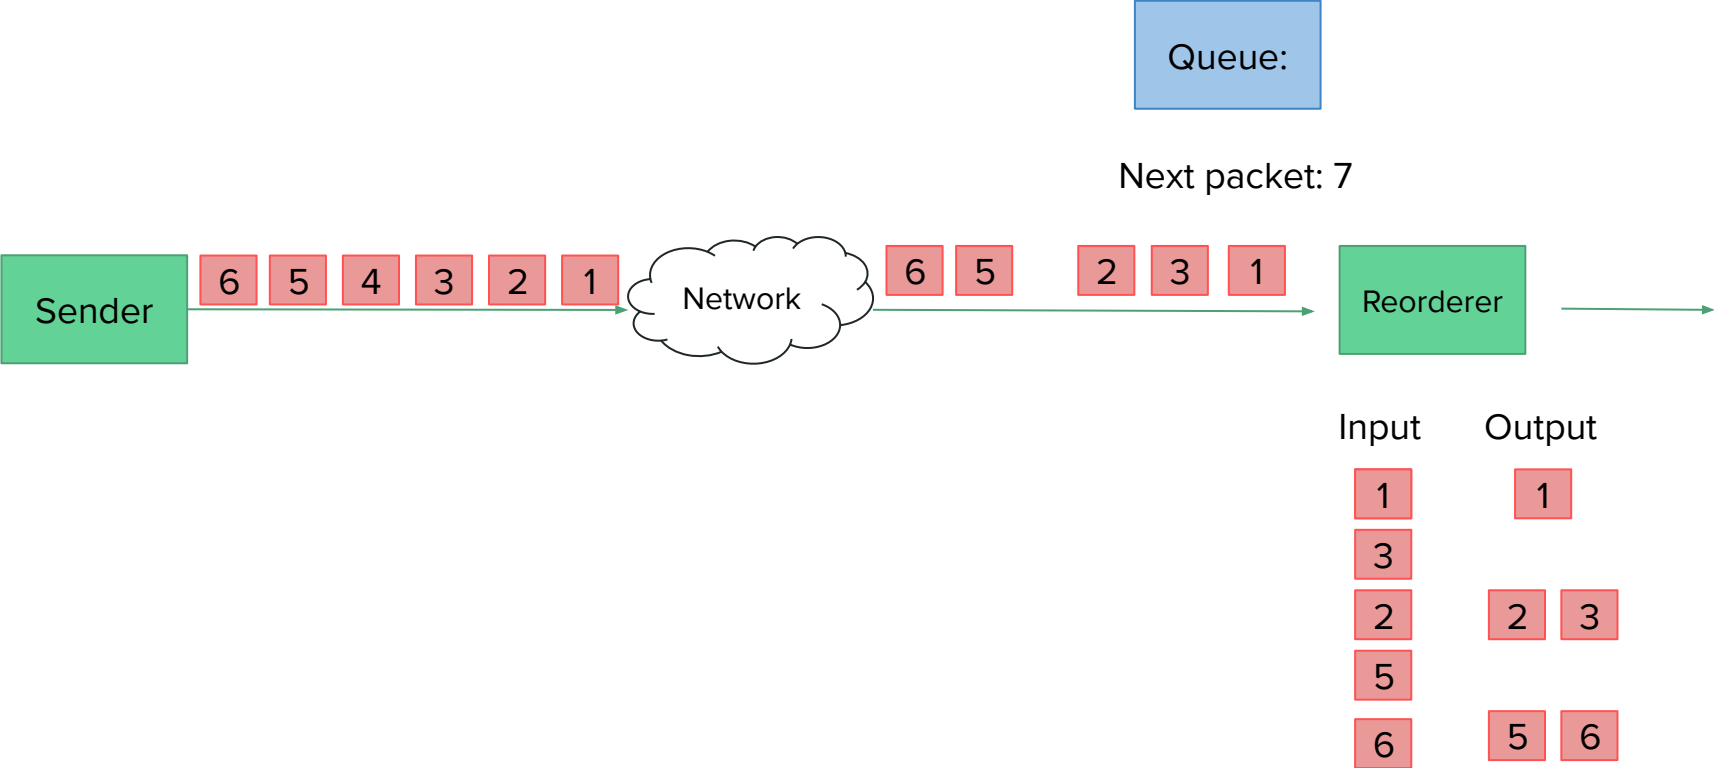 Queue:
Next packet: 7
6 5 4 3 2 1
6 5 2 3 1
Sender
Network
Reorderer
Input Output
1 1
3
2 2 3
5
6 5 6